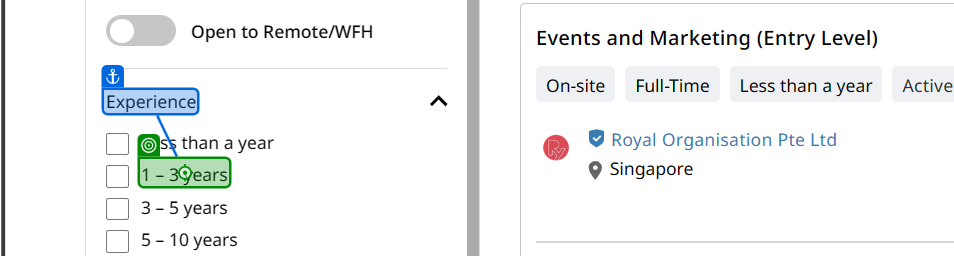 Open to Remote/WFH
Experience
ss than a year
1 – 3 years
3 – 5 years
5 – 10 years
Events and Marketing (Entry Level)
On-site Full-Time Less than a year Active
Royal Organisation Pte Ltd
Singapore